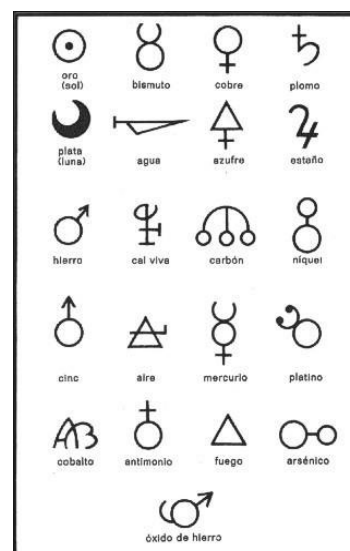 oro
(sol)
bismuto
cobre
plomo
plata
(luna)
agua
azufre
estaño
hierro
cal viva
carbón
níquel
cinc
aire
mercurio
platino
cobalto
antimonio
fuego
arsénico
óxido de hierro